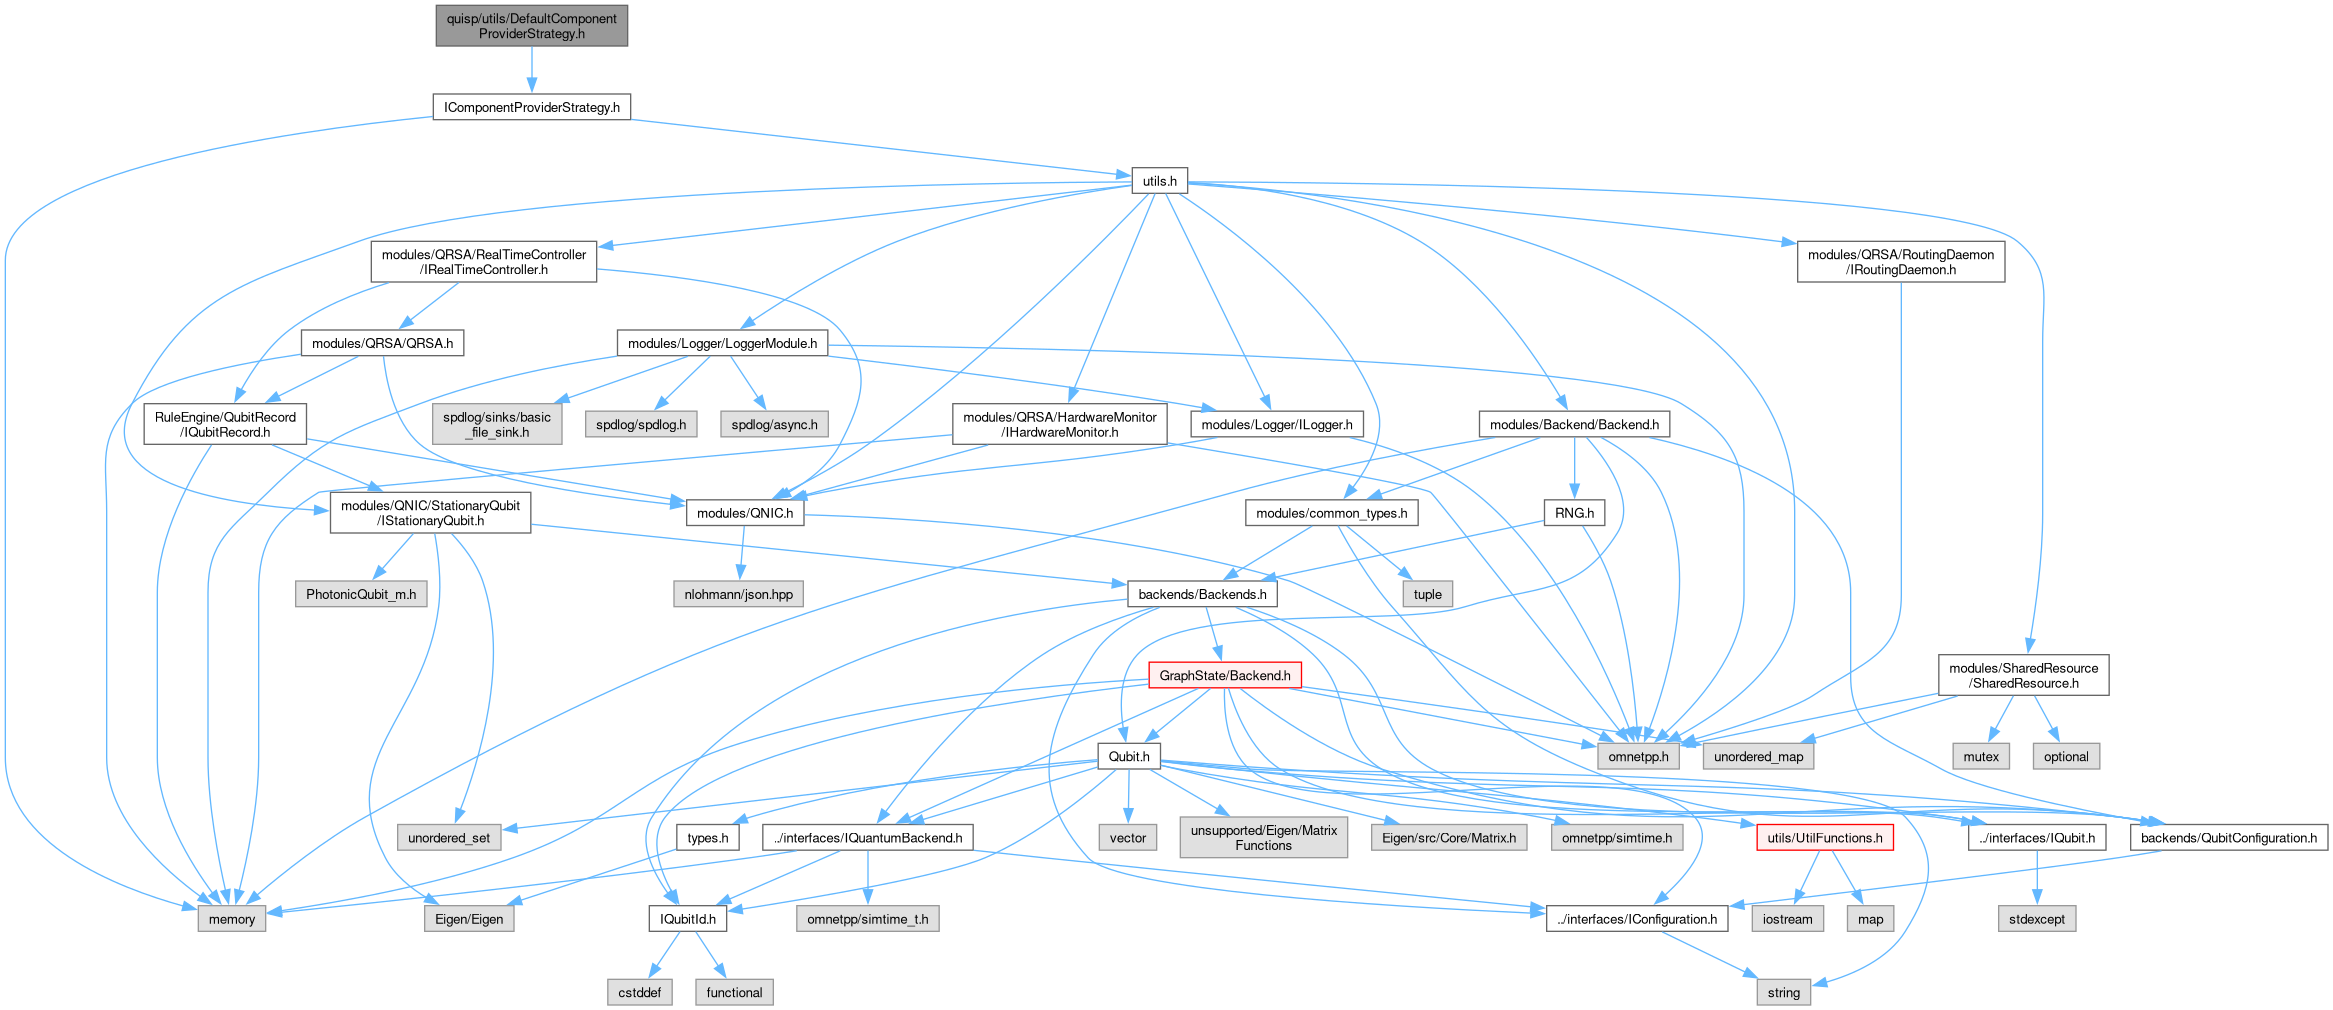 quisp/utils/DefaultComponent
ProviderStrategy.h
IComponentProviderStrategy.h
utils.h
modules/QRSA/RealTimeController
/IRealTimeController.h
modules/QRSA/RoutingDaemon
/IRoutingDaemon.h
modules/QRSA/QRSA.h
modules/Logger/LoggerModule.h
RuleEngine/QubitRecord
/IQubitRecord.h
spdlog/sinks/basic
_file_sink.h
spdlog/spdlog.h
spdlog/async.h
modules/QRSA/HardwareMonitor
/IHardwareMonitor.h
modules/Logger/ILogger.h
modules/Backend/Backend.h
modules/QNIC/StationaryQubit
/IStationaryQubit.h
modules/QNIC.h
modules/common_types.h
RNG.h
PhotonicQubit_m.h
nlohmann/json.hpp
backends/Backends.h
tuple
GraphState/Backend.h
modules/SharedResource
/SharedResource.h
Qubit.h
omnetpp.h
unordered_map
mutex
optional
unordered_set
types.h
../interfaces/IQuantumBackend.h
vector
unsupported/Eigen/Matrix
Functions
Eigen/src/Core/Matrix.h
omnetpp/simtime.h
utils/UtilFunctions.h
../interfaces/IQubit.h
backends/QubitConfiguration.h
memory
Eigen/Eigen
IQubitId.h
omnetpp/simtime_t.h
../interfaces/IConfiguration.h
iostream
map
stdexcept
cstddef
functional
string